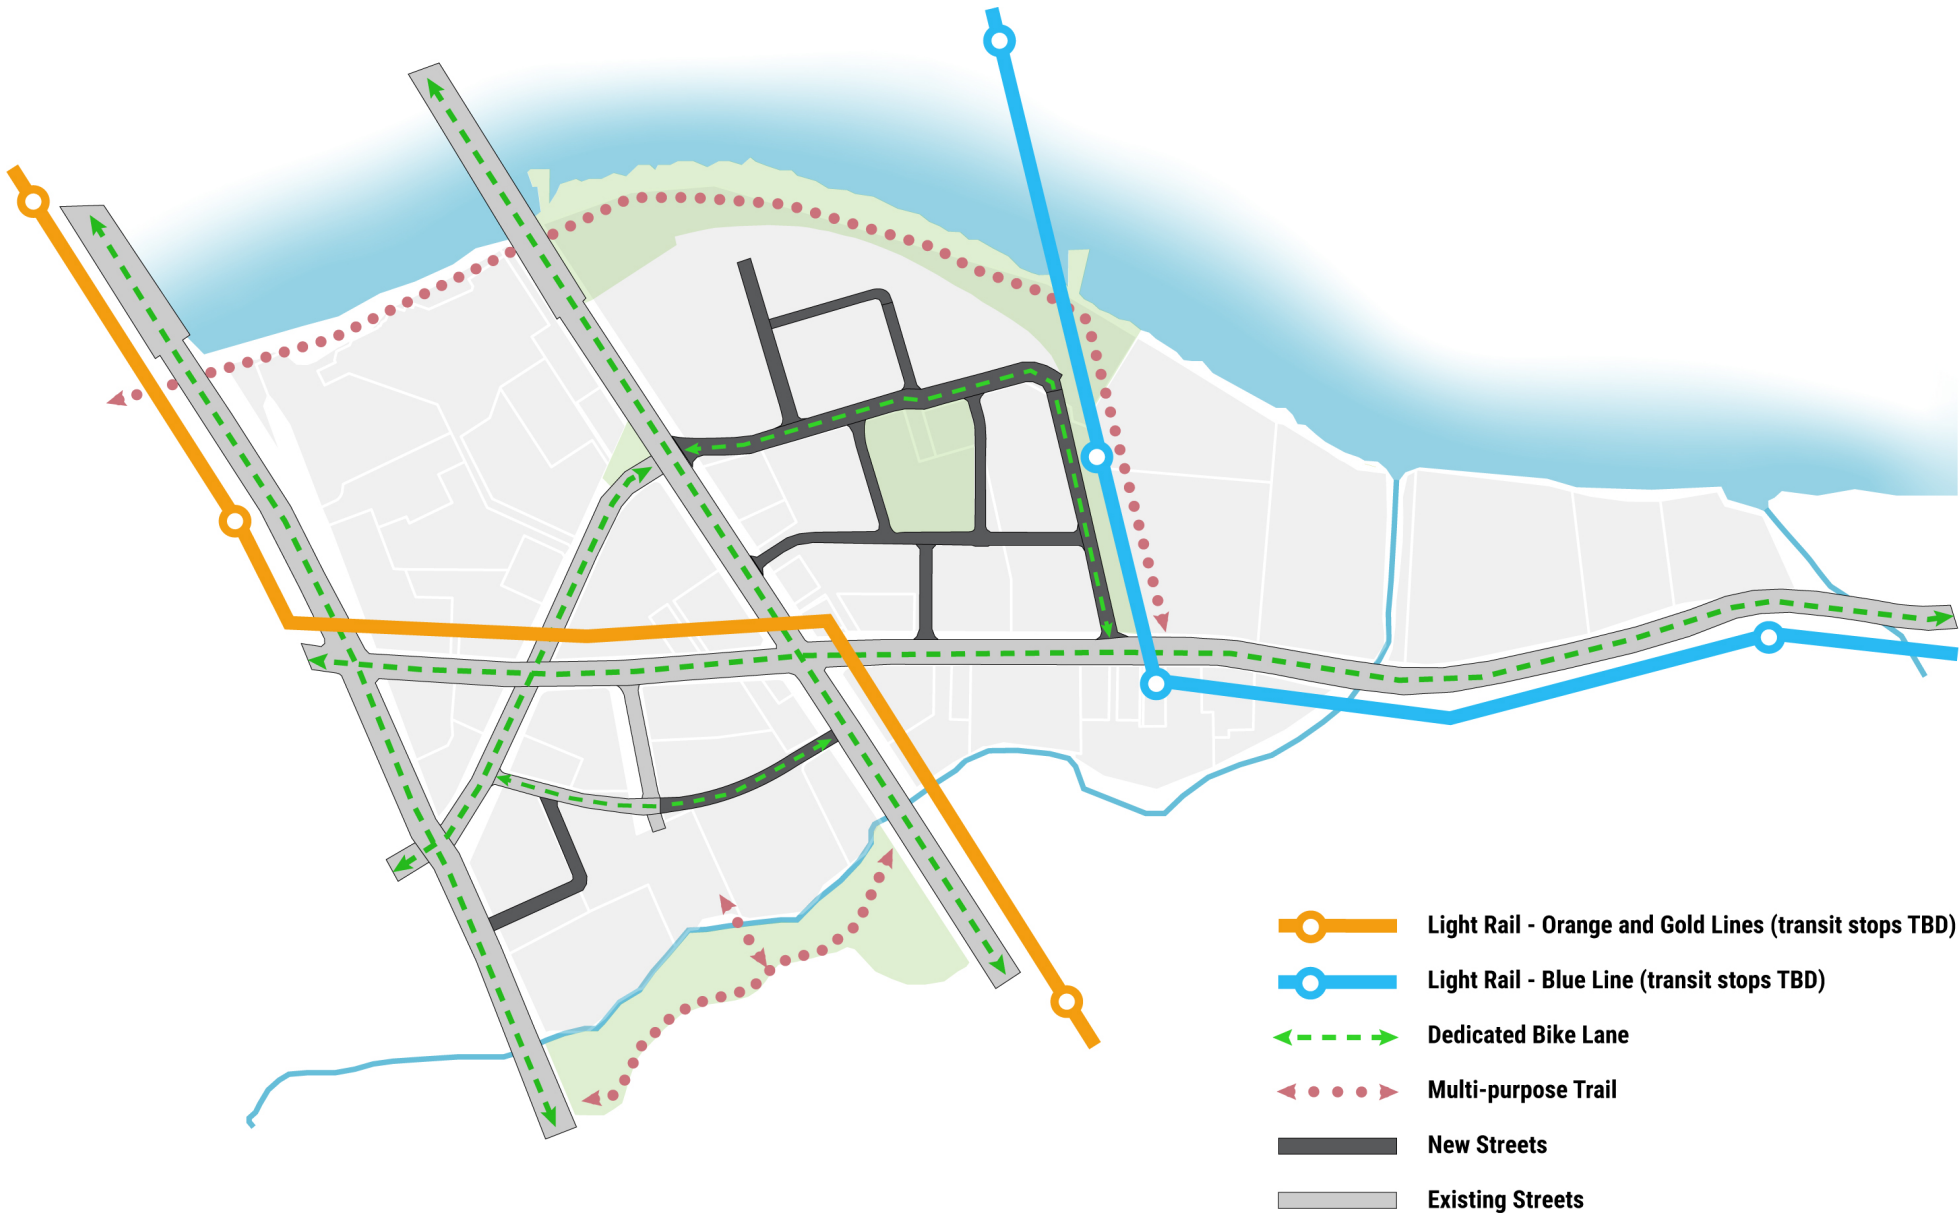 Light Rail - Orange and Gold Lines (transit stops TBD)
Light Rail - Blue Line (transit stops TBD)
Dedicated Bike Lane
Multi-purpose Trail
New Streets
Existing Streets